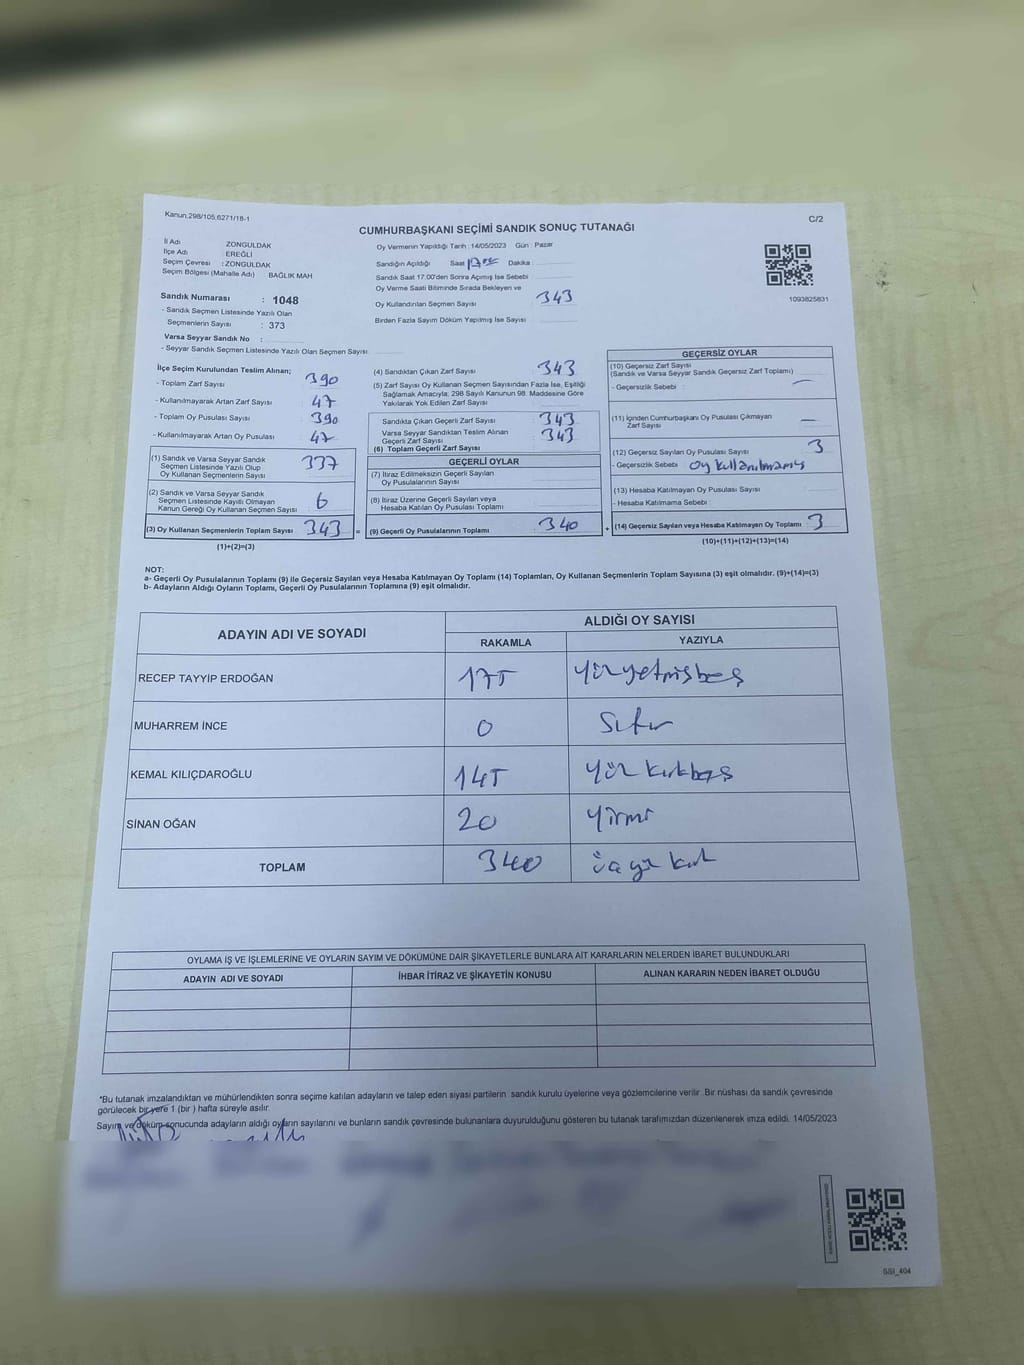 Kanun,298/105,6271/18-1
C/2
CUMHURBAŞKANI SEÇİMİ SANDIK SONUÇ TUTANAĞI
İl Adı ZONGULDAK
İlçe Adı EREĞLİ
Seçim Çevresi : ZONGULDAK
Seçim Bölgesi (Mahalle Adı) BAĞLIK MAH
Sandık Numarası : 1048
- Sandık Seçmen Listesinde Yazılı Olan
Seçmenlerin Sayısı : 373
Varsa Seyyar Sandık No :
- Seyyar Sandık Seçmen Listesinde Yazılı Olan Seçmen Sayısı:
Oy Vermenin Yapıldığı Tarih :14/05/2023 Gün : Pazar
Sandığın Açıldığı Saat 17 Dakika :
Sandık Saat 17.00'den Sonra Açılmış İse Sebebi
Oy Verme Saati Bitiminde Sırada Bekleyen ve
Oy Kullandırılan Seçmen Sayısı 343
Birden Fazla Sayım Döküm Yapılmış İse Sayısı
1093825831
İlçe Seçim Kurulundan Teslim Alınan;
- Toplam Zarf Sayısı 390
- Kullanılmayarak Artan Zarf Sayısı 47
- Toplam Oy Pusulası Sayısı 390
- Kullanılmayarak Artan Oy Pusulası 47
(1) Sandık ve Varsa Seyyar Sandık
Seçmen Listesinde Yazılı Olup
Oy Kullanan Seçmenlerin Sayısı 337
(2) Sandık ve Varsa Seyyar Sandık
Seçmen Listesinde Kayıtlı Olmayan
Kanun Gereği Oy Kullanan Seçmen Sayısı 6
(3) Oy Kullanan Seçmenlerin Toplam Sayısı 343 =
(1)+(2)=(3)
(4) Sandıktan Çıkan Zarf Sayısı 343
(5) Zarf Sayısı Oy Kullanan Seçmen Sayısından Fazla İse, Eşitliği
Sağlamak Amacıyla; 298 Sayılı Kanunun 98. Maddesine Göre
Yakılarak Yok Edilen Zarf Sayısı
Sandıkta Çıkan Geçerli Zarf Sayısı 343
Varsa Seyyar Sandıktan Teslim Alınan
Geçerli Zarf Sayısı 343
(6) Toplam Geçerli Zarf Sayısı
GEÇERLİ OYLAR
(7) İtiraz Edilmeksizin Geçerli Sayılan
Oy Pusulasının Sayısı
(8) İtiraz Üzerine Geçerli Sayılan veya
Hesaba Katılan Oy Pusulası Toplamı
(9) Geçerli Oy Pusulalarının Toplamı 340 +
GEÇERSİZ OYLAR
(10) Geçersiz Zarf Sayısı
(Sandık ve Varsa Seyyar Sandık Geçersiz Zarf Toplamı)
- Geçersizlik Sebebi : —
(11) İçinden Cumhurbaşkanı Oy Pusulası Çıkmayan
Zarf Sayısı —
(12) Geçersiz Sayılan Oy Pusulası Sayısı 3
- Geçersizlik Sebebi Oy kullanılmamış
(13) Hesaba Katılmayan Oy Pusulası Sayısı
- Hesaba Katılmama Sebebi :
(14) Geçersiz Sayılan veya Hesaba Katılmayan Oy Toplamı 3
(10)+(11)+(12)+(13)=(14)
NOT:
a- Geçerli Oy Pusulalarının Toplamı (9) ile Geçersiz Sayılan veya Hesaba Katılmayan Oy Toplamı (14) Toplamları, Oy Kullanan Seçmenlerin Toplam Sayısına (3) eşit olmalıdır. (9)+(14)=(3)
b- Adayların Aldığı Oyların Toplamı, Geçerli Oy Pusulalarının Toplamına (9) eşit olmalıdır.
ADAYIN ADI VE SOYADI ALDIĞI OY SAYISI
RAKAMLA YAZIYLA
RECEP TAYYİP ERDOĞAN 175 yüzyetmişbeş
MUHARREM İNCE 0 Sıfır
KEMAL KILIÇDAROĞLU 145 yüz kırkbeş
SİNAN OĞAN 20 yirmi
TOPLAM 340 üçyüz kırk
OYLAMA İŞ VE İŞLEMLERİNE VE OYLARIN SAYIM VE DÖKÜMÜNE DAİR ŞİKAYETLERLE BUNLARA AİT KARARLARIN NELERDEN İBARET BULUNDUKLARI
ADAYIN ADI VE SOYADI İHBAR İTİRAZ VE ŞİKAYETİN KONUSU ALINAN KARARIN NEDEN İBARET OLDUĞU
*Bu tutanak imzalandıktan ve mühürlendikten sonra seçime katılan adayların ve talep eden siyasi partilerin sandık kurulu üyelerine veya gözlemcilerine verilir. Bir nüshası da sandık çevresinde
görülecek bir yere 1 (bir ) hafta süreyle asılır.
Sayım ve döküm sonucunda adayların aldığı oyların sayılarını ve bunların sandık çevresinde bulunanlara duyurulduğunu gösteren bu tutanak tarafımızdan düzenlenerek imza edildi. 14/05/2023
GSI_404